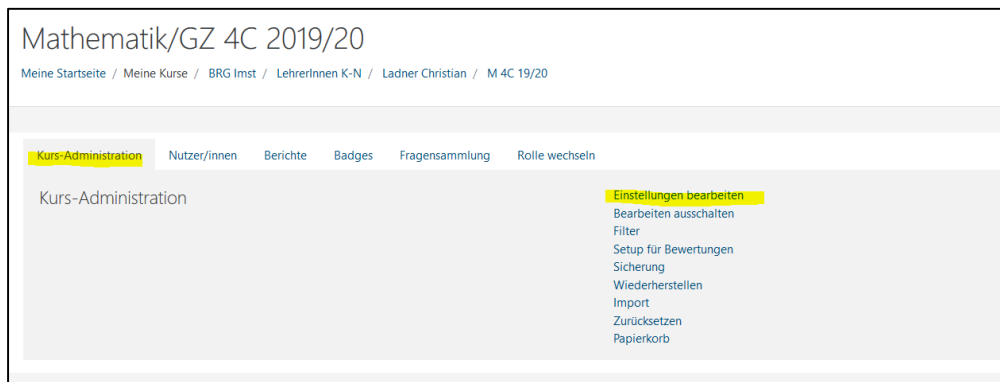 Mathematik/GZ 4C 2019/20
Meine Startseite / Meine Kurse / BRG Imst / LehrerInnen K-N / Ladner Christian / M 4C 19/20
Kurs-Administration Nutzer/innen Berichte Badges Fragensammlung Rolle wechseln
Kurs-Administration Einstellungen bearbeiten
Bearbeiten ausschalten
Filter
Setup für Bewertungen
Sicherung
Wiederherstellen
Import
Zurücksetzen
Papierkorb